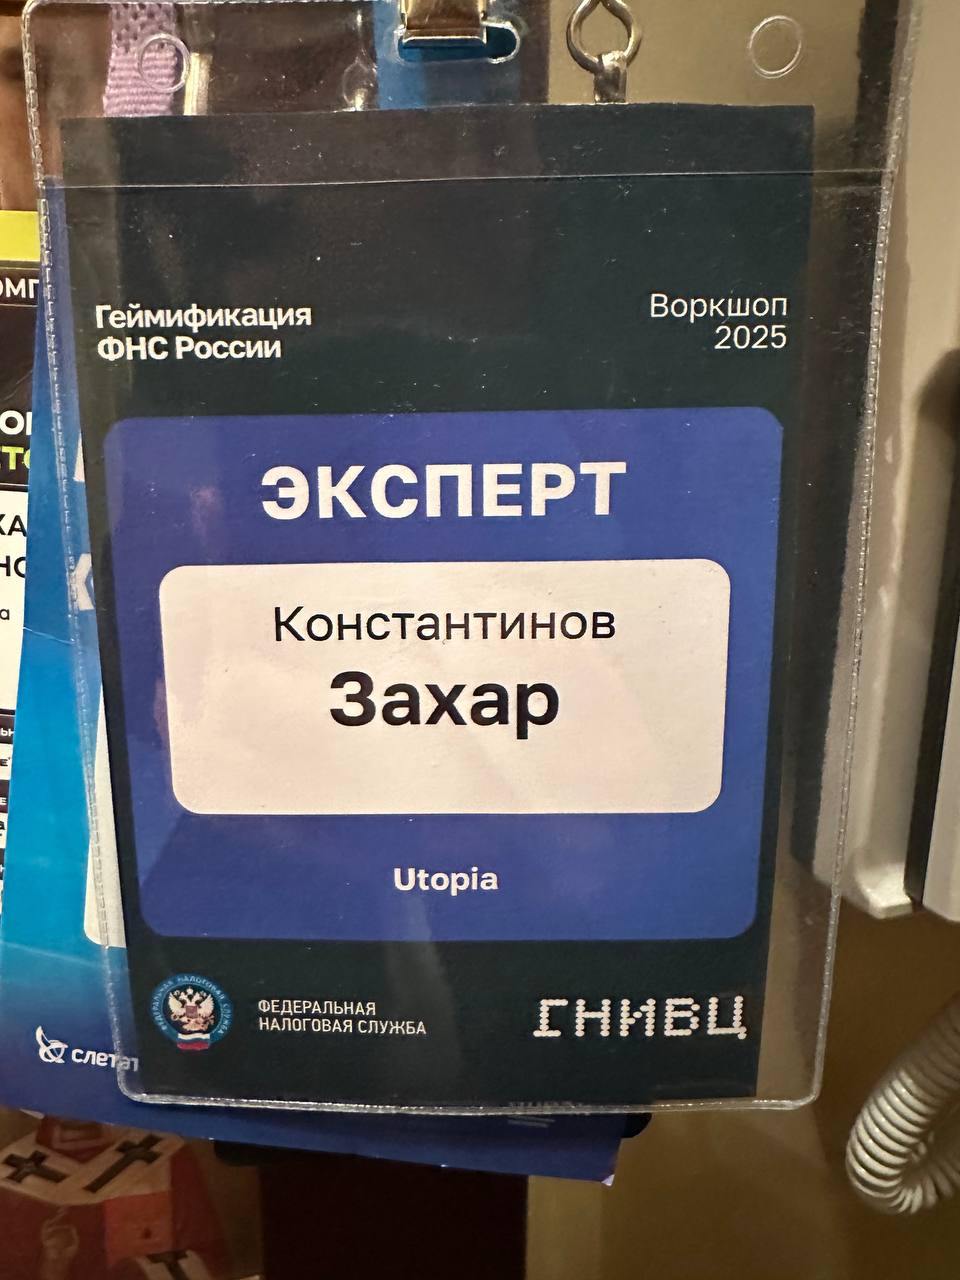 Геймификация
ФНС России
Воркшоп
2025
ЭКСПЕРТ
Константинов
Захар
Utopia
ФЕДЕРАЛЬНАЯ
НАЛОГОВАЯ СЛУЖБА
ГНИВЦ